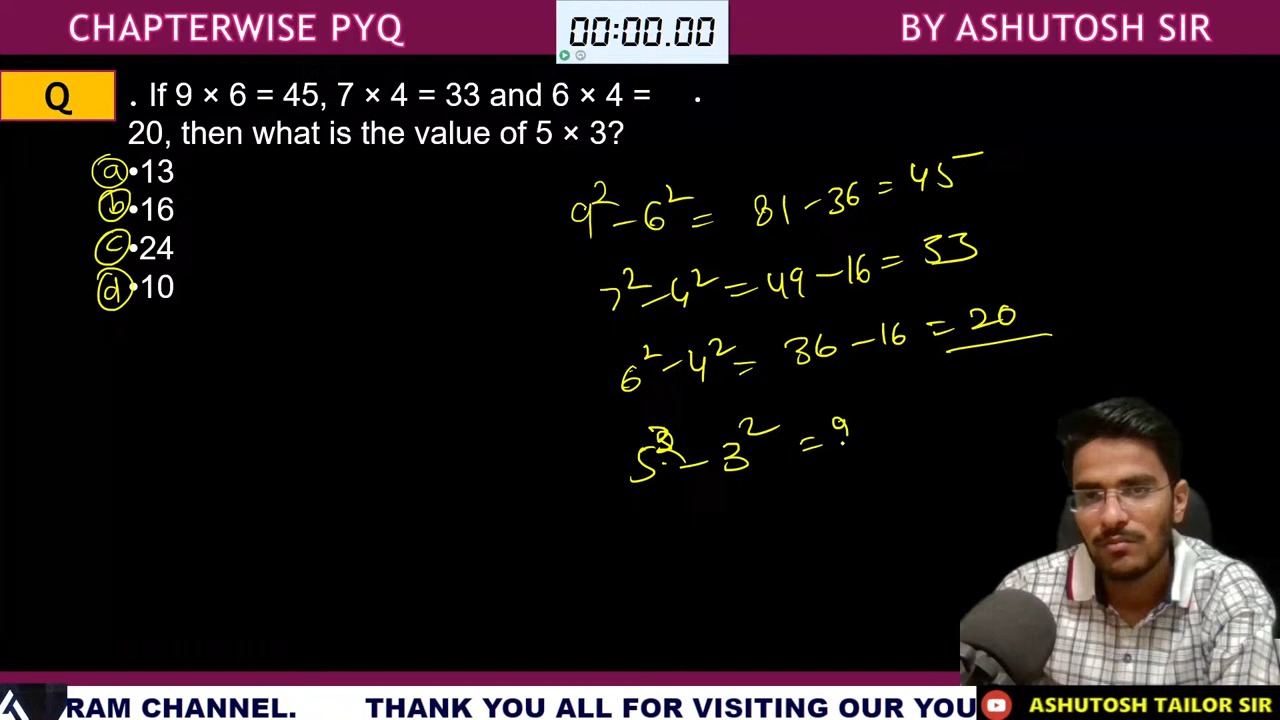 CHAPTERWISE PYQ
00:00.00
BY ASHUTOSH SIR
Q
. If 9 × 6 = 45, 7 × 4 = 33 and 6 × 4 =
20, then what is the value of 5 × 3?
a •13
b •16
c •24
d •10
9² - 6² = 81 - 36 = 45
7² - 4² = 49 - 16 = 33
6² - 4² = 36 - 16 = 20
5² - 3² = ?
RAM CHANNEL. THANK YOU ALL FOR VISITING OUR YOU
ASHUTOSH TAILOR SIR